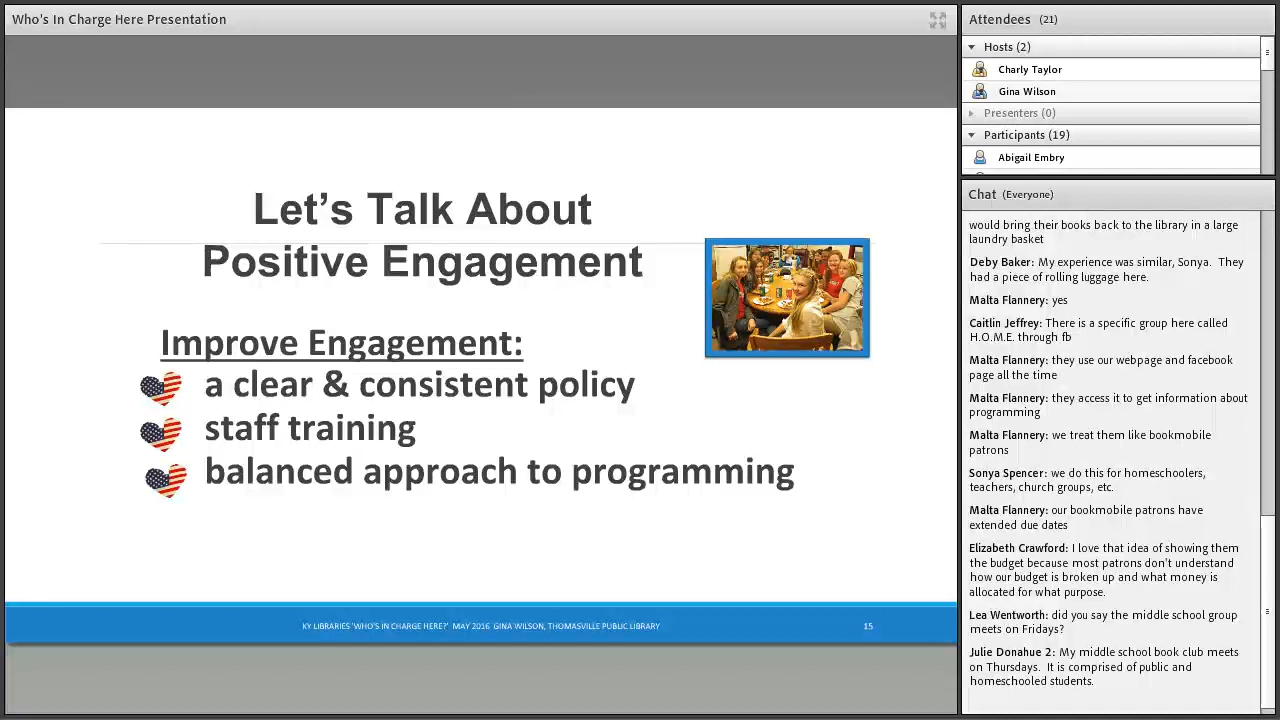 Who's In Charge Here Presentation
Let’s Talk About
Positive Engagement
Improve Engagement:
a clear & consistent policy
staff training
balanced approach to programming
KY LIBRARIES 'WHO'S IN CHARGE HERE?' MAY 2016 GINA WILSON, THOMASVILLE PUBLIC LIBRARY
15
Attendees (21)
Hosts (2)
Charly Taylor
Gina Wilson
Presenters (0)
Participants (19)
Abigail Embry
Chat (Everyone)
would bring their books back to the library in a large
laundry basket
Deby Baker: My experience was similar, Sonya. They
had a piece of rolling luggage here.
Malta Flannery: yes
Caitlin Jeffrey: There is a specific group here called
H.O.M.E. through fb
Malta Flannery: they use our webpage and facebook
page all the time
Malta Flannery: they access it to get information about
programming
Malta Flannery: we treat them like bookmobile
patrons
Sonya Spencer: we do this for homeschoolers,
teachers, church groups, etc.
Malta Flannery: our bookmobile patrons have
extended due dates
Elizabeth Crawford: I love that idea of showing them
the budget because most patrons don't understand
how our budget is broken up and what money is
allocated for what purpose.
Lea Wentworth: did you say the middle school group
meets on Fridays?
Julie Donahue 2: My middle school book club meets
on Thursdays. It is comprised of public and
homeschooled students.